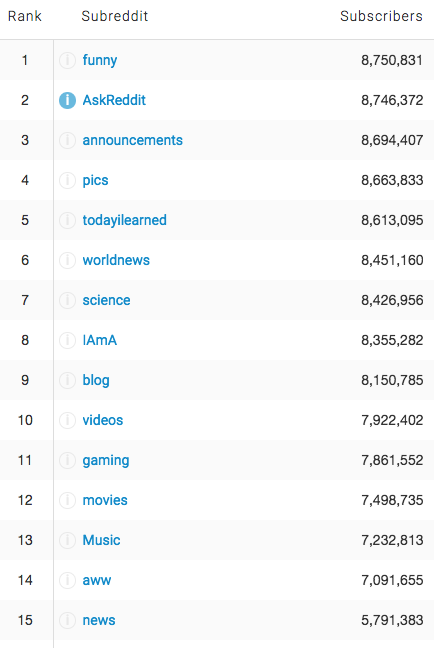 Rank Subreddit Subscribers
1 funny 8,750,831
2 AskReddit 8,746,372
3 announcements 8,694,407
4 pics 8,663,833
5 todayilearned 8,613,095
6 worldnews 8,451,160
7 science 8,426,956
8 IAmA 8,355,282
9 blog 8,150,785
10 videos 7,922,402
11 gaming 7,861,552
12 movies 7,498,735
13 Music 7,232,813
14 aww 7,091,655
15 news 5,791,383